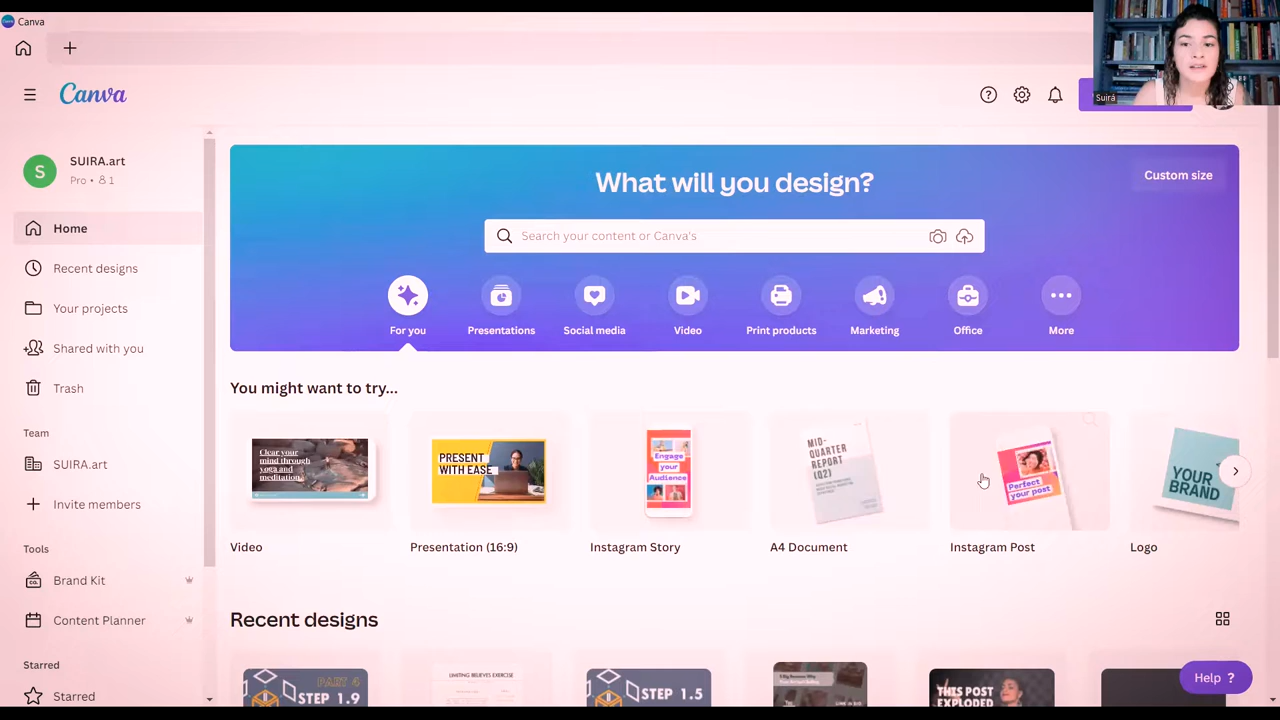 Canva
Canva
Suirá
SUIRA.art
S
Pro • 1
Home
Recent designs
Your projects
Shared with you
Trash
Team
SUIRA.art
Invite members
Tools
Brand Kit
Content Planner
Starred
Starred
What will you design?
Custom size
Search your content or Canva's
For you
Presentations
Social media
Video
Print products
Marketing
Office
More
You might want to try...
Clear your
mind through
yoga and
meditation.
PRESENT
WITH EASE
Engage
your
Audience
MID-
QUARTER
REPORT
(Q2)
Perfect
your post
YOUR
BRAND
Video
Presentation (16:9)
Instagram Story
A4 Document
Instagram Post
Logo
Recent designs
PART 4
STEP 1.9
LIMITING BELIEVES EXERCISE
STEP 1.5
THIS POST
EXPLODED
Help ?